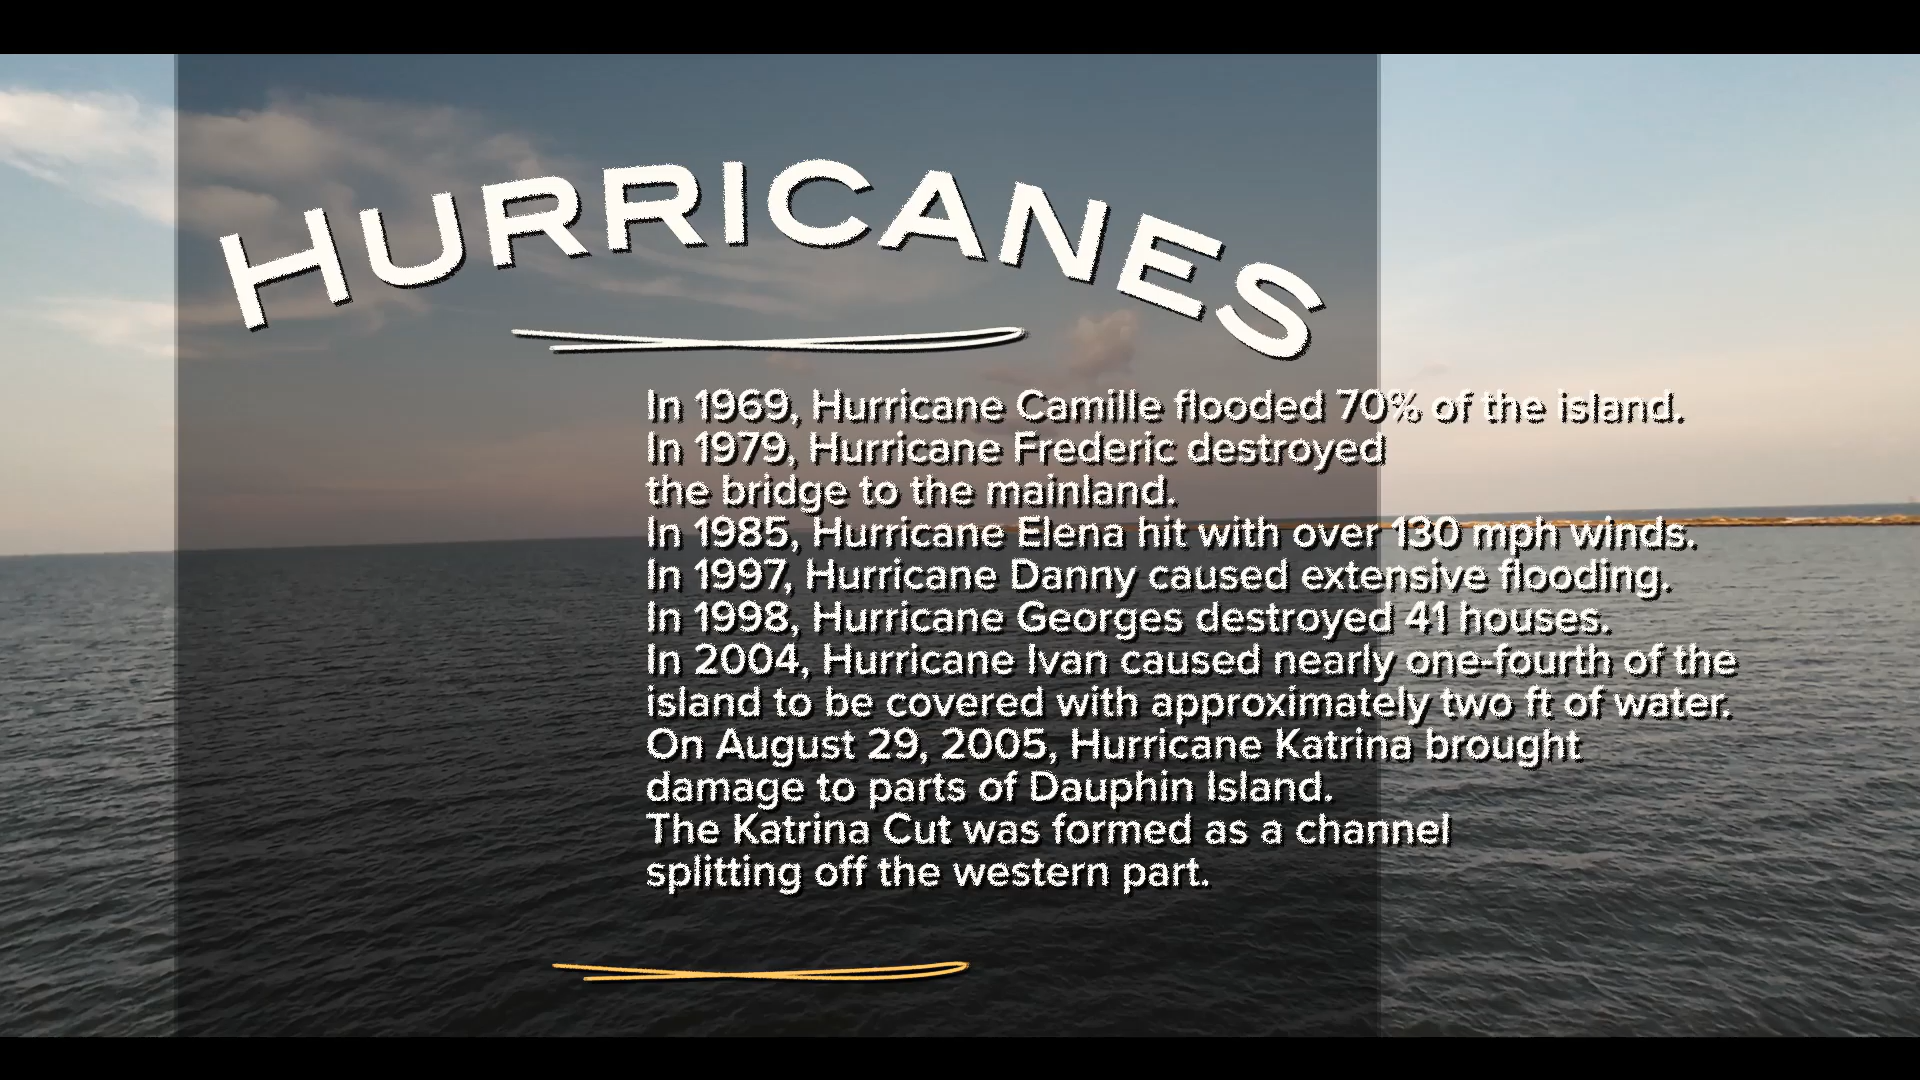 HURRICANES
In 1969, Hurricane Camille flooded 70% of the island.
In 1979, Hurricane Frederic destroyed
the bridge to the mainland.
In 1985, Hurricane Elena hit with over 130 mph winds.
In 1997, Hurricane Danny caused extensive flooding.
In 1998, Hurricane Georges destroyed 41 houses.
In 2004, Hurricane Ivan caused nearly one-fourth of the
island to be covered with approximately two ft of water.
On August 29, 2005, Hurricane Katrina brought
damage to parts of Dauphin Island.
The Katrina Cut was formed as a channel
splitting off the western part.